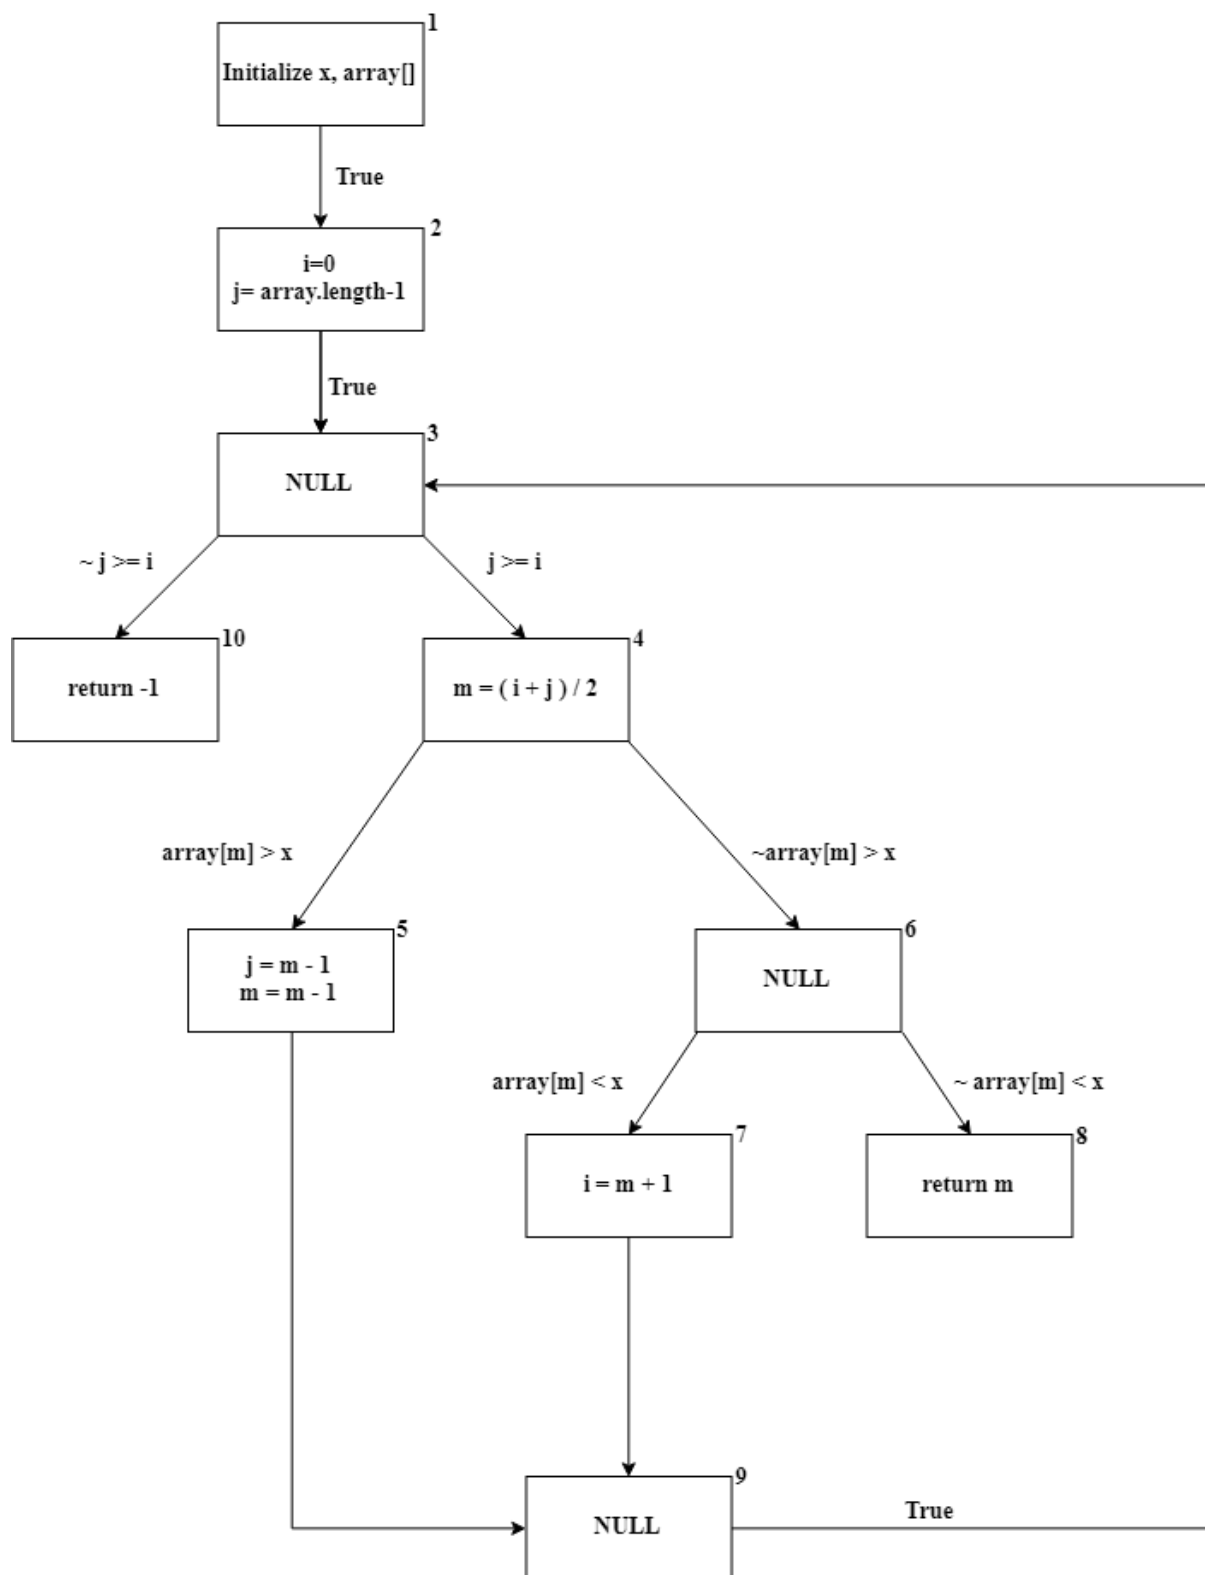 1
Initialize x, array[]
True
2
i=0
j= array.length-1
True
3
NULL
~ j >= i
j >= i
10
return -1
4
m = ( i + j ) / 2
array[m] > x
~array[m] > x
5
j = m - 1
m = m - 1
6
NULL
array[m] < x
~ array[m] < x
7
i = m + 1
8
return m
9
NULL
True